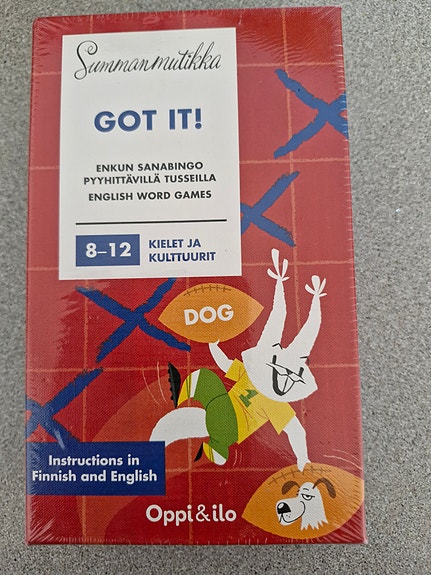 Summanmutikka
GOT IT!
ENKUN SANABINGO
PYYHITTÄVILLÄ TUSSEILLA
ENGLISH WORD GAMES
8–12
KIELET JA
KULTTUURIT
DOG
1
Instructions in
Finnish and English
Oppi&ilo